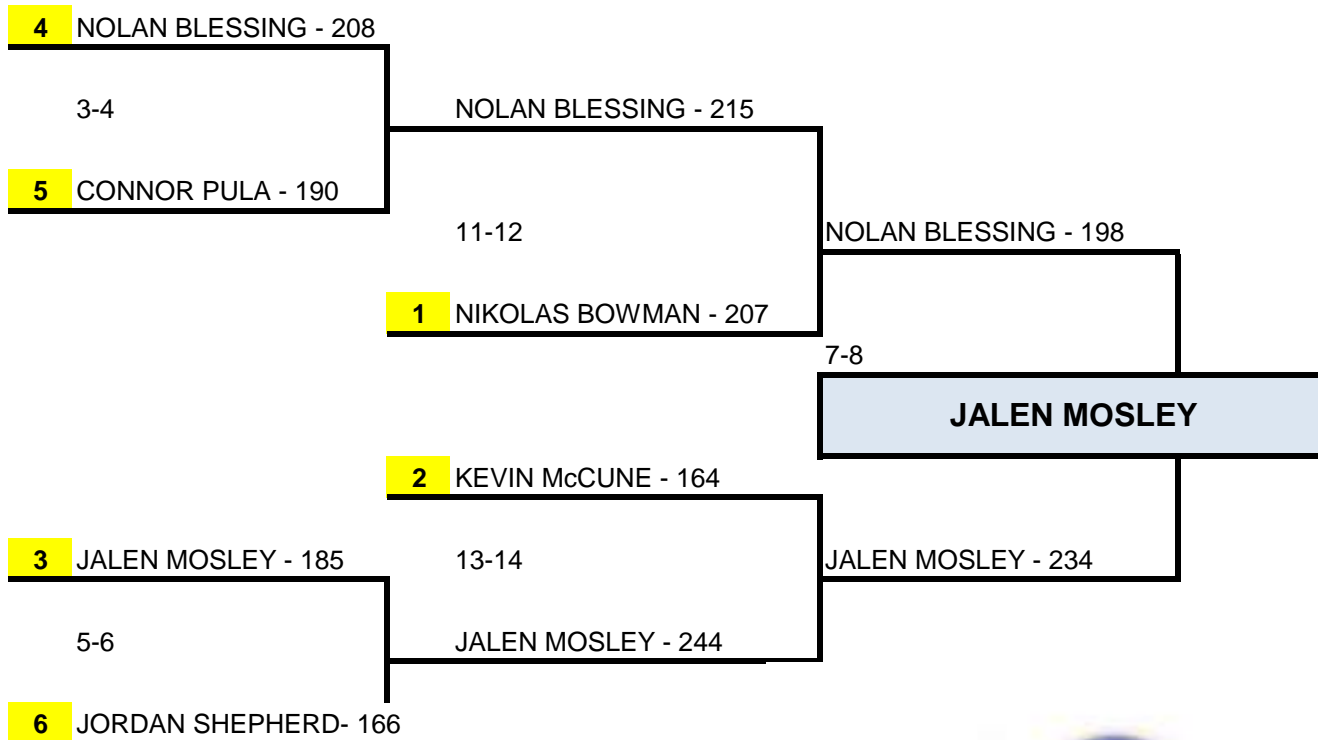 4 NOLAN BLESSING - 208
3-4
NOLAN BLESSING - 215
5 CONNOR PULA - 190
11-12
NOLAN BLESSING - 198
1 NIKOLAS BOWMAN - 207
7-8
JALEN MOSLEY
2 KEVIN McCUNE - 164
3 JALEN MOSLEY - 185
13-14
JALEN MOSLEY - 234
5-6
JALEN MOSLEY - 244
6 JORDAN SHEPHERD- 166